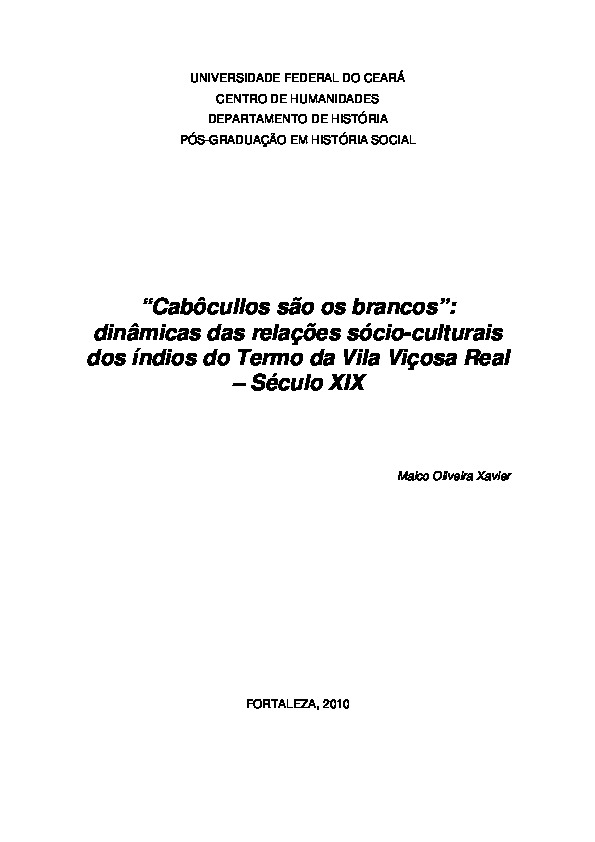 UNIVERSIDADE FEDERAL DO CEARÁ
CENTRO DE HUMANIDADES
DEPARTAMENTO DE HISTÓRIA
PÓS-GRADUAÇÃO EM HISTÓRIA SOCIAL
“Cabôcullos são os brancos”:
dinâmicas das relações sócio-culturais
dos índios do Termo da Vila Viçosa Real
– Século XIX
Maico Oliveira Xavier
FORTALEZA, 2010